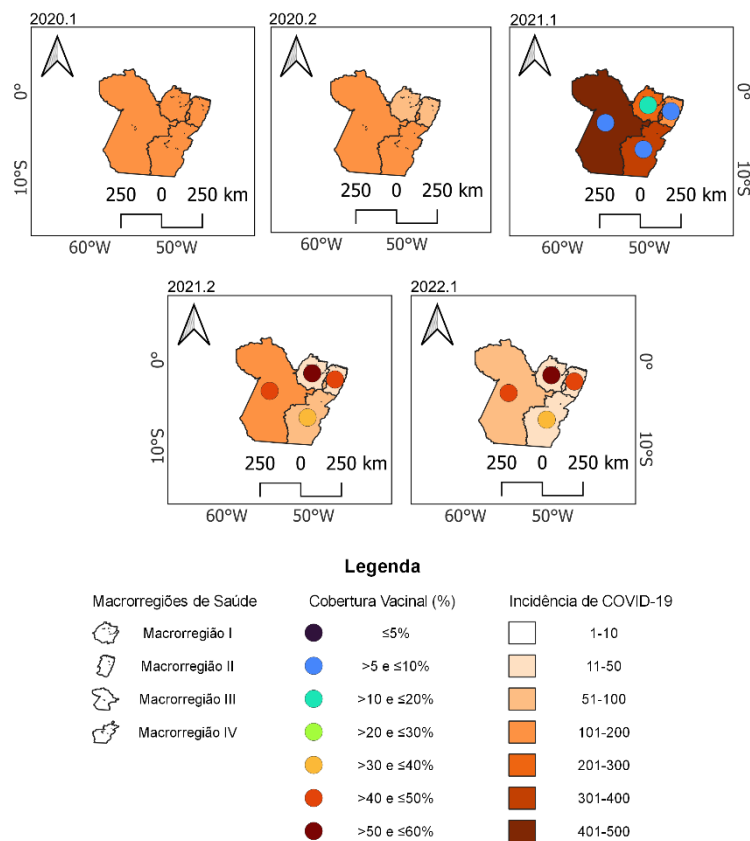 2020.1
0°
10°S
250 0 250 km
60°W 50°W
2020.2
250 0 250 km
60°W 50°W
2021.1
0°
10°S
250 0 250 km
60°W 50°W
2021.2
0°
10°S
250 0 250 km
60°W 50°W
2022.1
0°
10°S
250 0 250 km
60°W 50°W
Legenda
Macrorregiões de Saúde
Macrorregião I
Macrorregião II
Macrorregião III
Macrorregião IV
Cobertura Vacinal (%)
≤5%
>5 e ≤10%
>10 e ≤20%
>20 e ≤30%
>30 e ≤40%
>40 e ≤50%
>50 e ≤60%
Incidência de COVID-19
1-10
11-50
51-100
101-200
201-300
301-400
401-500